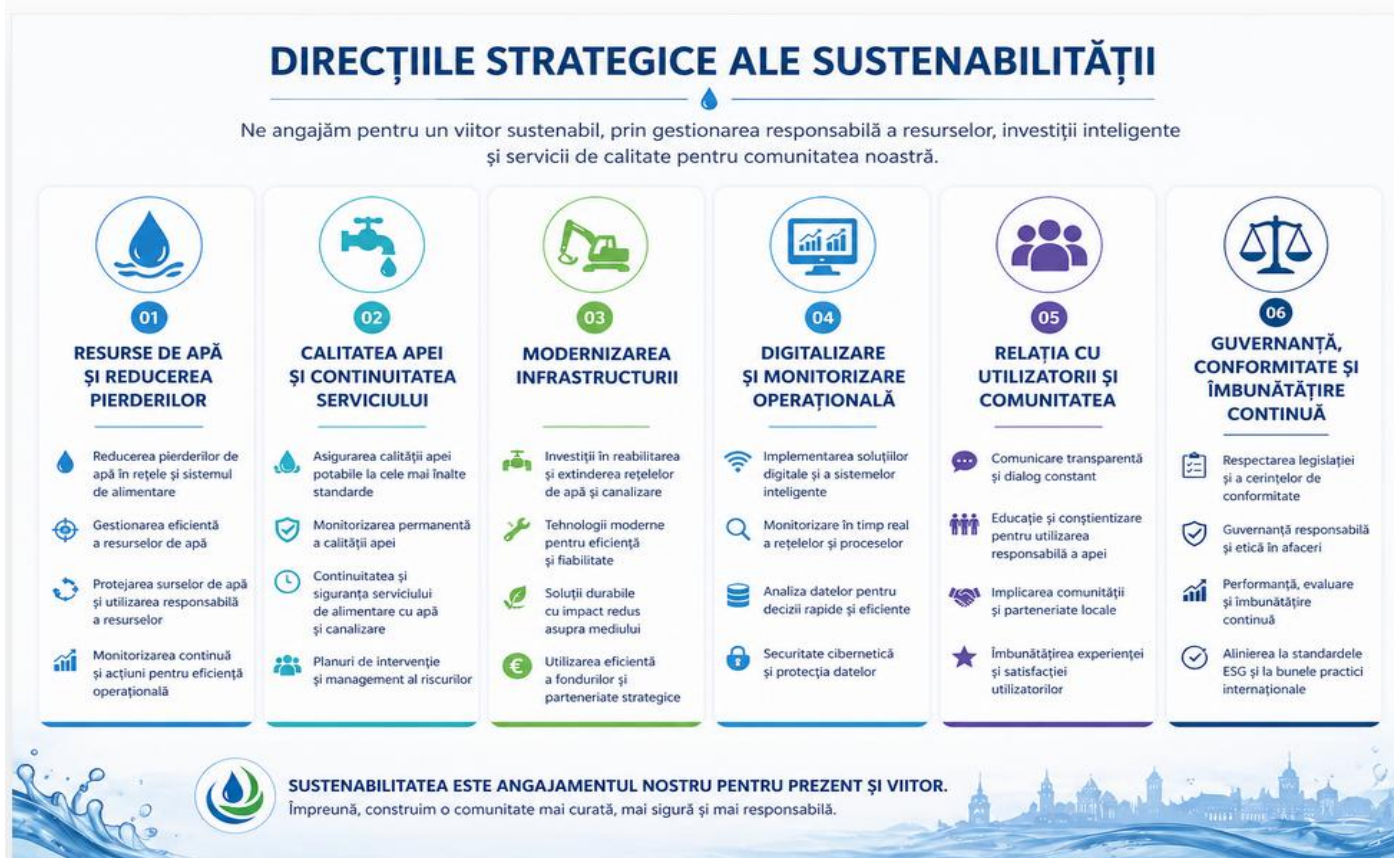 DIRECȚIILE STRATEGICE ALE SUSTENABILITĂȚII
Ne angajăm pentru un viitor sustenabil, prin gestionarea responsabilă a resurselor, investiții inteligente
și servicii de calitate pentru comunitatea noastră.
01
RESURSE DE APĂ
ȘI REDUCEREA
PIERDERILOR
Reducerea pierderilor de
apă în rețele și sistemul
de alimentare
Gestionarea eficientă
a resurselor de apă
Protejarea surselor de apă
și utilizarea responsabilă
a resurselor
Monitorizarea continuă
și acțiuni pentru eficiență
operațională
02
CALITATEA APEI
ȘI CONTINUITATEA
SERVICIULUI
Asigurarea calității apei
potabile la cele mai înalte
standarde
Monitorizarea permanentă
a calității apei
Continuitatea și
siguranța serviciului
de alimentare cu apă
și canalizare
Planuri de intervenție
și management al riscurilor
03
MODERNIZAREA
INFRASTRUCTURII
Investiții în reabilitarea
și extinderea rețelelor
de apă și canalizare
Tehnologii moderne
pentru eficiență
și fiabilitate
Soluții durabile
cu impact redus
asupra mediului
€ Utilizarea eficientă
a fondurilor și
parteneriate strategice
04
DIGITALIZARE
ȘI MONITORIZARE
OPERAȚIONALĂ
Implementarea soluțiilor
digitale și a sistemelor
inteligente
Monitorizare în timp real
a rețelelor și proceselor
Analiza datelor pentru
decizii rapide și eficiente
Securitate cibernetică
și protecția datelor
05
RELAȚIA CU
UTILIZATORII ȘI
COMUNITATEA
Comunicare transparentă
și dialog constant
Educație și conștientizare
pentru utilizarea
responsabilă a apei
Implicarea comunității
și parteneriate locale
Îmbunătățirea experienței
și satisfacției
utilizatorilor
06
GUVERNANȚĂ,
CONFORMITATE ȘI
ÎMBUNĂTĂȚIRE
CONTINUĂ
Respectarea legislației
și a cerințelor de
conformitate
Guvernanță responsabilă
și etică în afaceri
Performanță, evaluare
și îmbunătățire
continuă
Alinierea la standardele
ESG și la bunele practici
internaționale
SUSTENABILITATEA ESTE ANGAJAMENTUL NOSTRU PENTRU PREZENT ȘI VIITOR.
Împreună, construim o comunitate mai curată, mai sigură și mai responsabilă.